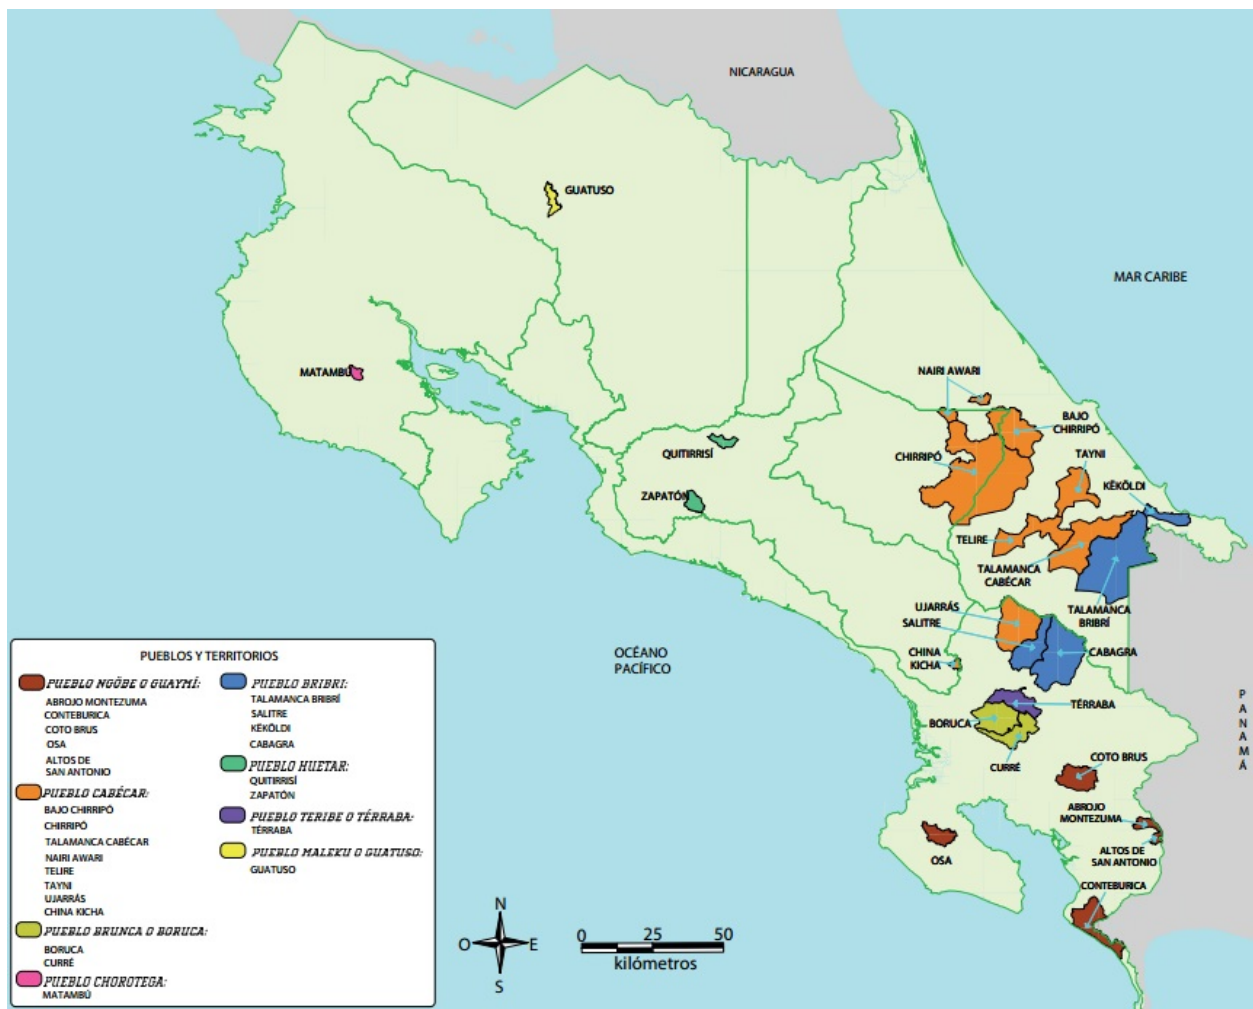 NICARAGUA
GUATUSO
MAR CARIBE
MATAMBÚ
NAIRI AWARI
BAJO
CHIRRIPÓ
QUITIRRISÍ
CHIRRIPÓ
TAYNI
KÉKÖLDI
ZAPATÓN
TELIRE
TALAMANCA
CABÉCAR
UJARRÁS
TALAMANCA
BRIBRÍ
SALITRE
OCÉANO
PACÍFICO
CHINA
KICHA
CABAGRA
TÉRRABA
BORUCA
PANAMÁ
CURRÉ
COTO BRUS
ABROJO
MONTEZUMA
OSA
ALTOS DE
SAN ANTONIO
CONTEBURICA
PUEBLOS Y TERRITORIOS
PUEBLO NGÖBE O GUAYMÍ:
ABROJO MONTEZUMA
CONTEBURICA
COTO BRUS
OSA
ALTOS DE
SAN ANTONIO
PUEBLO CABÉCAR:
BAJO CHIRRIPÓ
CHIRRIPÓ
TALAMANCA CABÉCAR
NAIRI AWARI
TELIRE
TAYNI
UJARRÁS
CHINA KICHA
PUEBLO BRUNCA O BORUCA:
BORUCA
CURRÉ
PUEBLO CHOROTEGA:
MATAMBÚ
PUEBLO BRIBRI:
TALAMANCA BRIBRÍ
SALITRE
KÉKÖLDI
CABAGRA
PUEBLO HUETAR:
QUITIRRISÍ
ZAPATÓN
PUEBLO TERIBE O TÉRRABA:
TÉRRABA
PUEBLO MALEKU O GUATUSO:
GUATUSO
N
O E
S
0 25 50
kilómetros